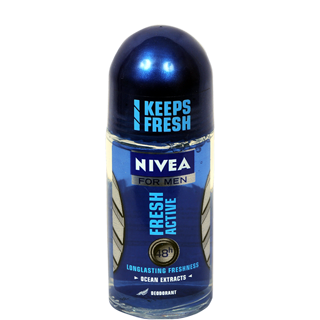 KEEPS
FRESH
NIVEA
FOR MEN
FRESH
ACTIVE
48h
LONGLASTING FRESHNESS
OCEAN EXTRACTS
DEODORANT